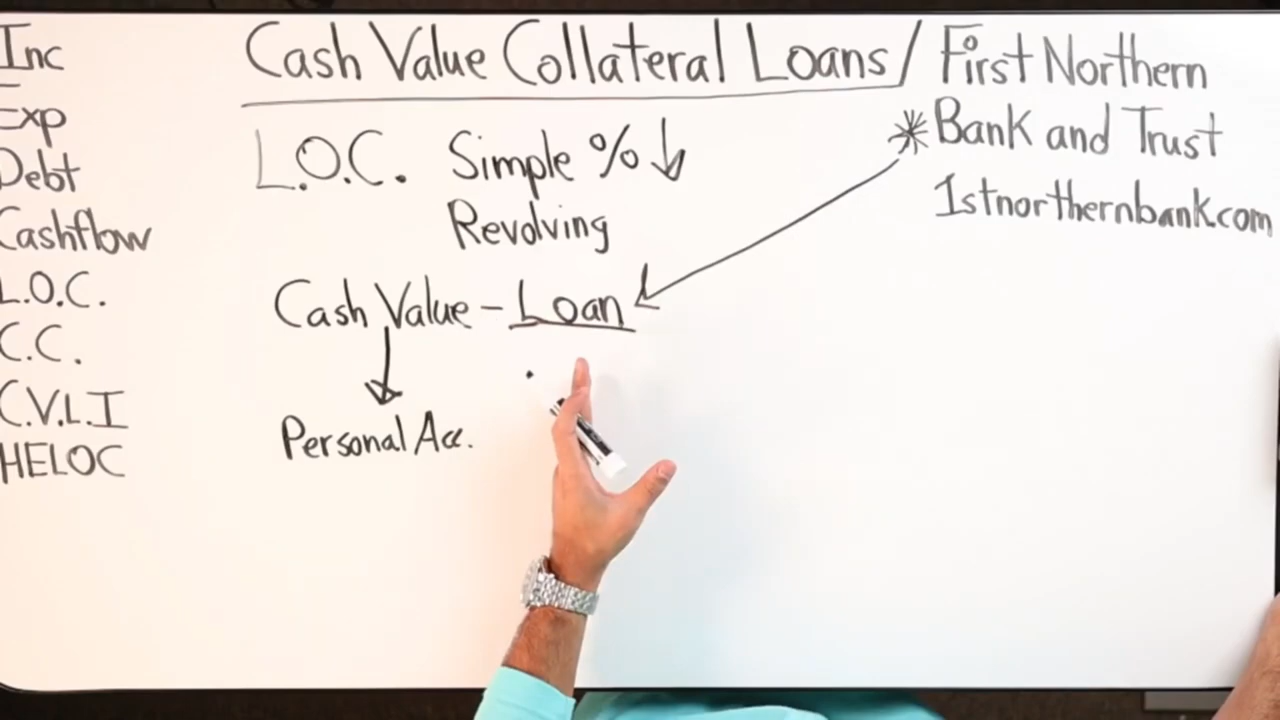 Inc
Exp
Debt
Cashflow
L.O.C.
C.C.
C.V.L.I
HELOC
Cash Value Collateral Loans/
L.O.C. Simple %↓
Revolving
Cash Value - Loan
Personal Acc.
First Northern
*Bank and Trust
1stnorthernbank.com